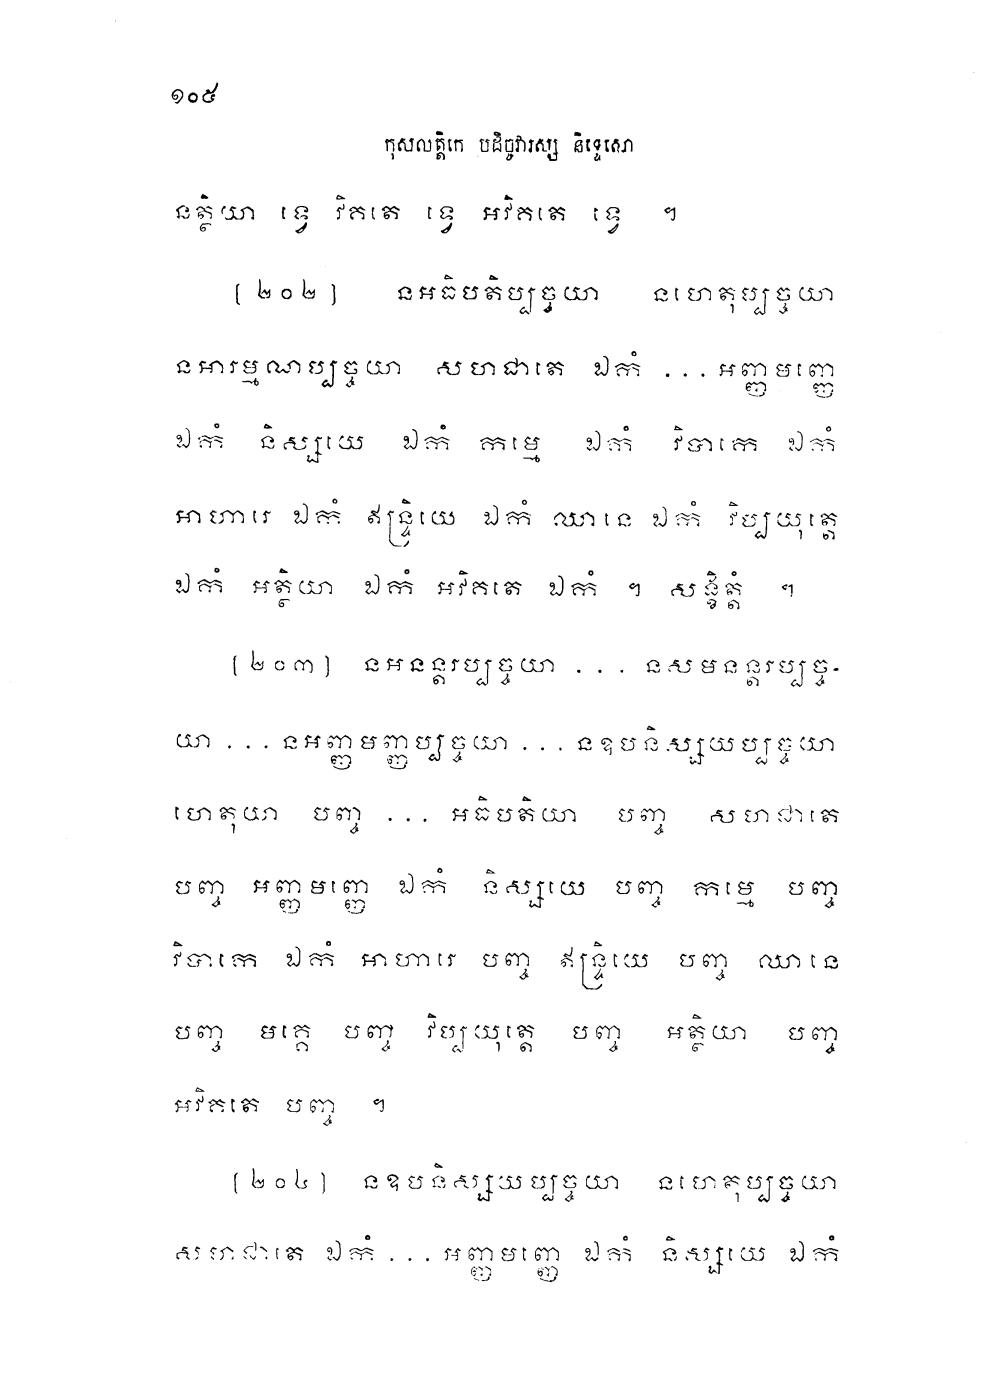 ១០៥
កុសលត្តិកេ បដិច្ចវារស្ស និទ្ទេសោ
នត្ថិយា ទ្វេ វិគតេ ទ្វេ អវិគតេ ទ្វេ ។
[២០២] នអធិបតិប្បច្ចយា នហេតុប្បច្ចយា
នអារម្មណប្បច្ចយា សហជាតេ ឯកំ ... អញ្ញមញ្ញេ
ឯកំ និស្សយេ ឯកំ កម្មេ ឯកំ វិបាកេ ឯកំ
អាហារេ ឯកំ ឥន្ទ្រិយេ ឯកំ ឈានេ ឯកំ វិប្បយុត្តេ
ឯកំ អត្ថិយា ឯកំ អវិគតេ ឯកំ ។ សង្ខិត្តំ ។
[២០៣] នអនន្តរប្បច្ចយា ... នសមនន្តរប្បច្ច-
យា ... នអញ្ញមញ្ញប្បច្ចយា ... នឧបនិស្សយប្បច្ចយា
ហេតុយា បញ្ច ... អធិបតិយា បញ្ច សហជាតេ
បញ្ច អញ្ញមញ្ញេ ឯកំ និស្សយេ បញ្ច កម្មេ បញ្ច
វិបាកេ ឯកំ អាហារេ បញ្ច ឥន្ទ្រិយេ បញ្ច ឈានេ
បញ្ច មគ្គេ បញ្ច វិប្បយុត្តេ បញ្ច អត្ថិយា បញ្ច
អវិគតេ បញ្ច ។
[២០៤] នឧបនិស្សយប្បច្ចយា នហេតុប្បច្ចយា
សហជាតេ ឯកំ ... អញ្ញមញ្ញេ ឯកំ និស្សយេ ឯកំ